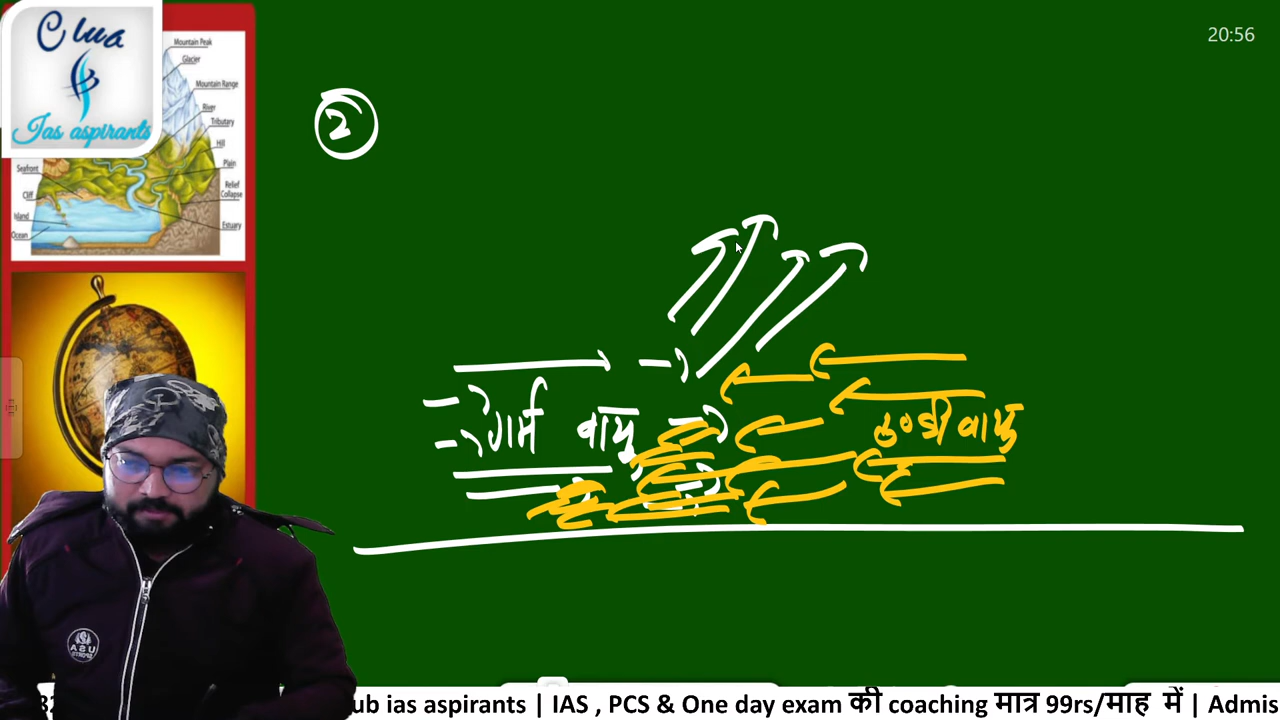 Clua
Ias aspirants
Mountain Peak
Glacier
Mountain Range
River
Tributary
Hill
Plain
Relief
Collapse
Estuary
Seafont
Cliff
Island
Ocean
20:56
2
गर्म वायु
ठण्डी वायु
ub ias aspirants | IAS , PCS & One day exam की coaching मात्र 99rs/माह में | Admis